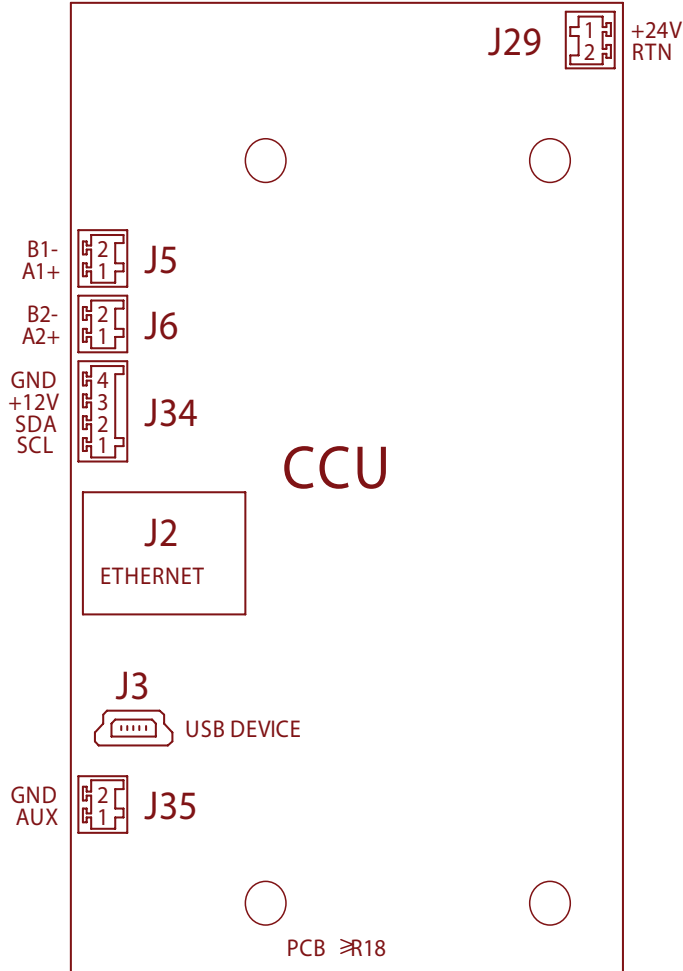 J29
1 +24V
2 RTN
B1- 2
A1+ 1
J5
B2- 2
A2+ 1
J6
GND 4
+12V 3
SDA 2
SCL 1
J34
CCU
J2
ETHERNET
J3
USB DEVICE
GND 2
AUX 1
J35
PCB ≥R18